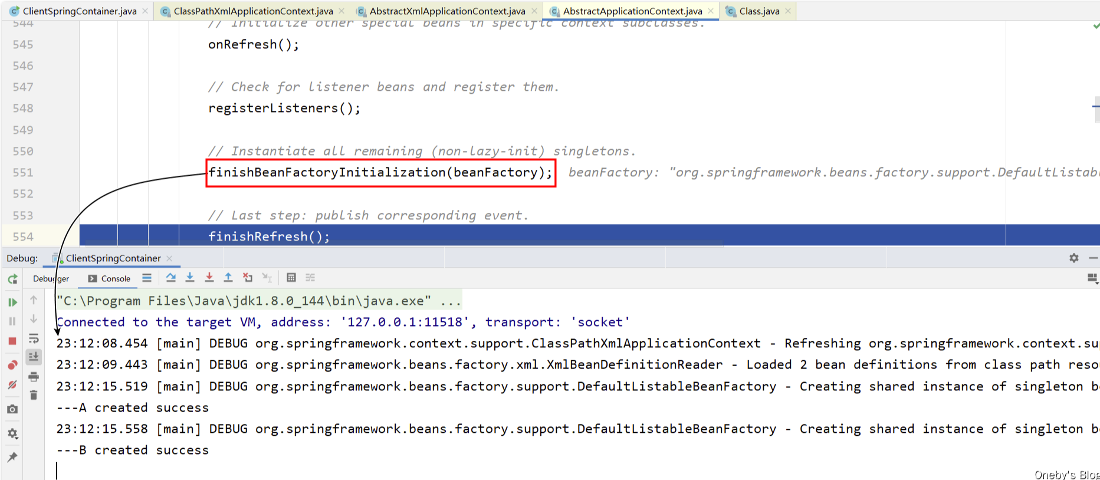 ClientSpringContainer.java × ClassPathXmlApplicationContext.java × AbstractXmlApplicationContext.java × AbstractApplicationContext.java × Class.java ×
544 // Initialize other special beans in specific context subclasses.
545 onRefresh();
546
547 // Check for listener beans and register them.
548 registerListeners();
549
550 // Instantiate all remaining (non-lazy-init) singletons.
551 finishBeanFactoryInitialization(beanFactory); beanFactory: "org.springframework.beans.factory.support.DefaultListable
552
553 // Last step: publish corresponding event.
554 finishRefresh();
Debug: ClientSpringContainer ×
Debugger Console
"C:\Program Files\Java\jdk1.8.0_144\bin\java.exe" ...
Connected to the target VM, address: '127.0.0.1:11518', transport: 'socket'
23:12:08.454 [main] DEBUG org.springframework.context.support.ClassPathXmlApplicationContext - Refreshing org.springframework.context.su
23:12:09.443 [main] DEBUG org.springframework.beans.factory.xml.XmlBeanDefinitionReader - Loaded 2 bean definitions from class path reso
23:12:15.519 [main] DEBUG org.springframework.beans.factory.support.DefaultListableBeanFactory - Creating shared instance of singleton be
---A created success
23:12:15.558 [main] DEBUG org.springframework.beans.factory.support.DefaultListableBeanFactory - Creating shared instance of singleton be
---B created success
Oneby's Blog